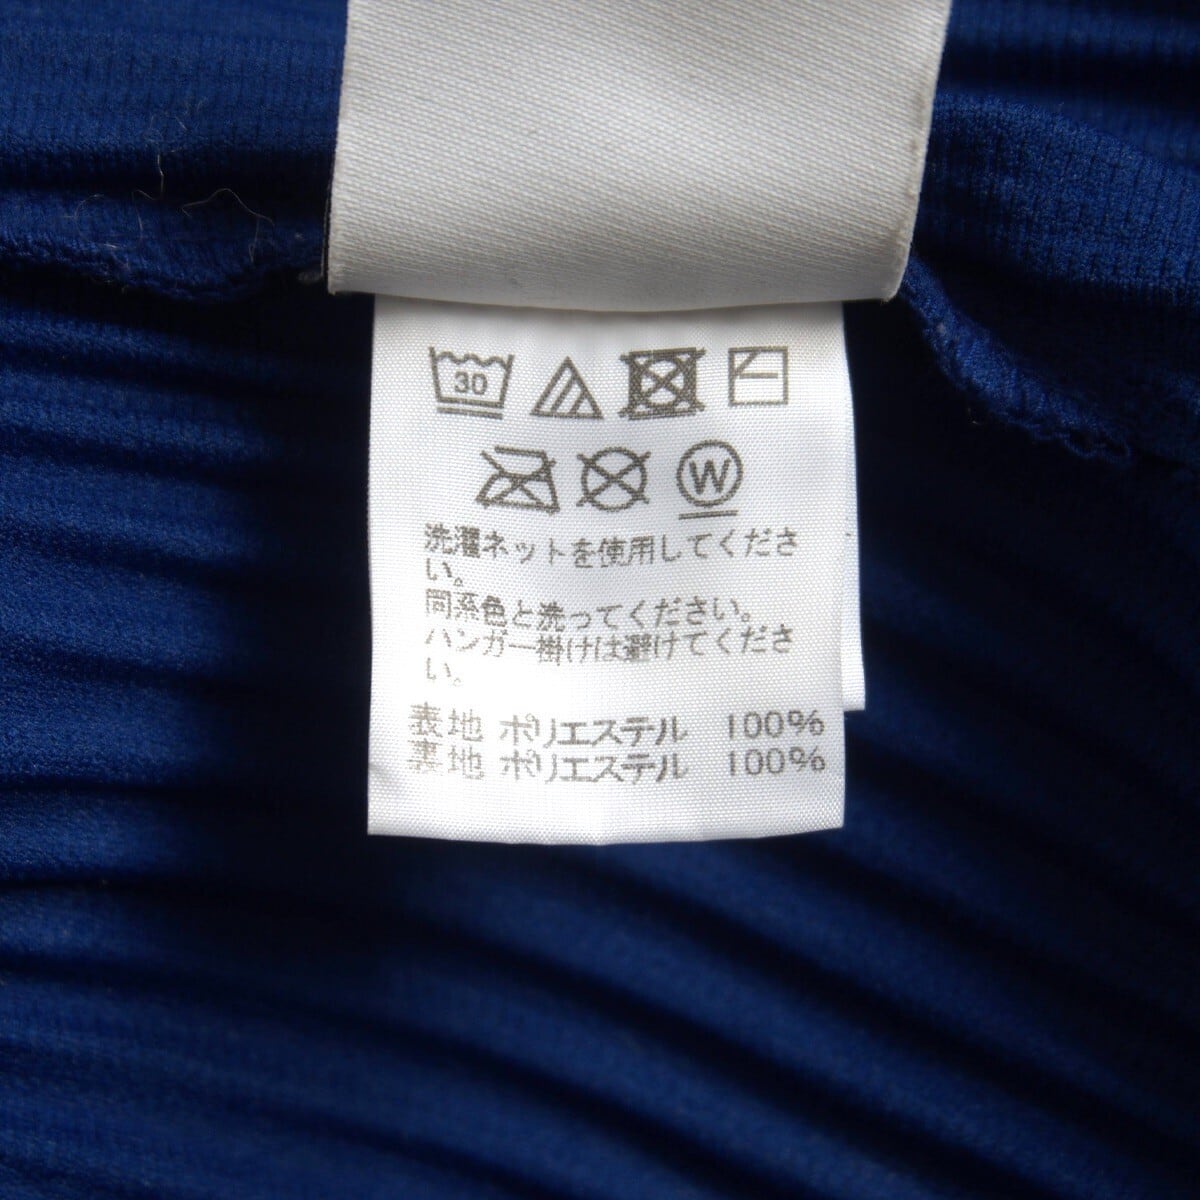 30
W
洗濯ネットを使用してくださ
い。
同系色と洗ってください。
ハンガー掛けは避けてくださ
い。
表地 ポリエステル 100%
裏地 ポリエステル 100%